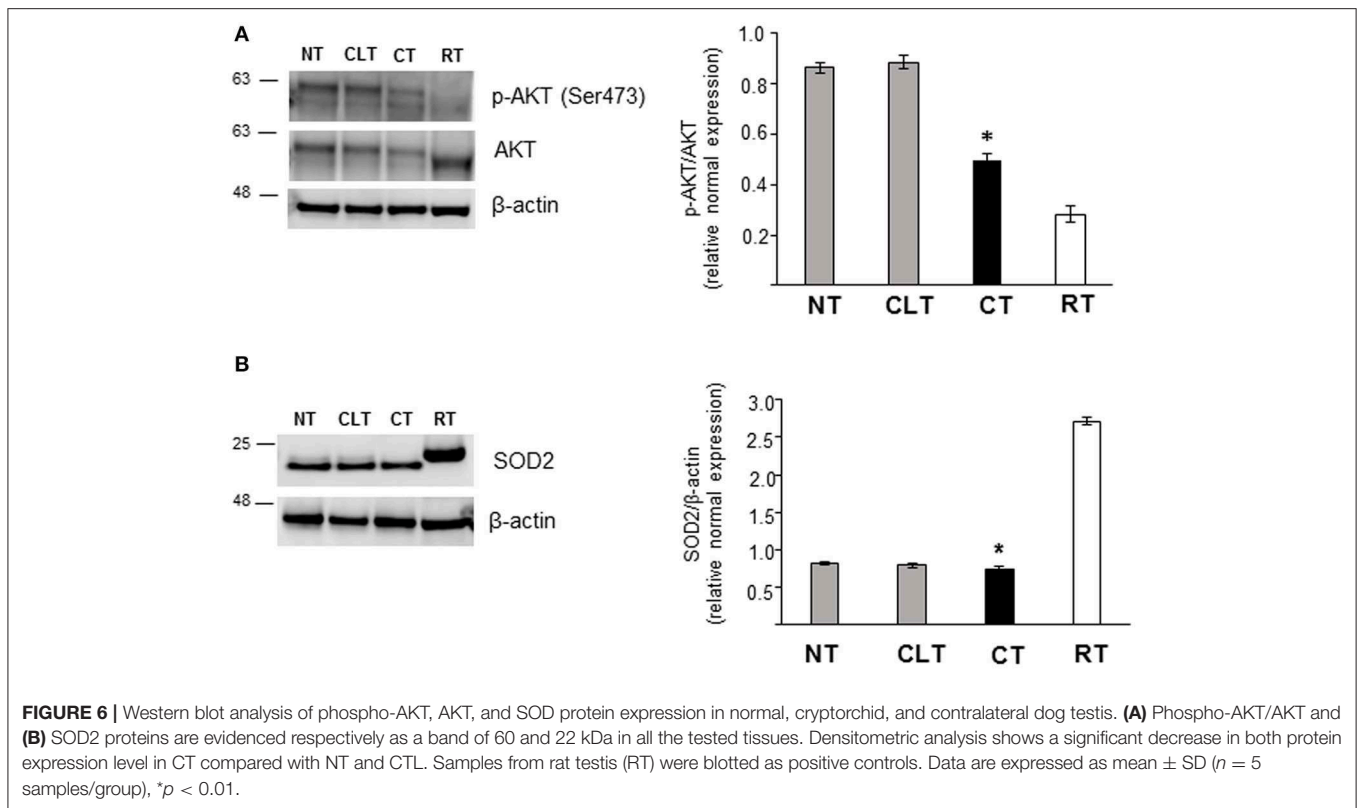 A
NT CLT CT RT
63
p-AKT (Ser473)
63
AKT
48
β-actin
p-AKT/AKT
(relative normal expression)
1.0
0.8
0.6
0.4
0.2
*
NT CLT CT RT
B
NT CLT CT RT
25
SOD2
48
β-actin
SOD2/β-actin
(relative normal expression)
3.0
2.5
2.0
1.5
1.0
0.5
*
NT CLT CT RT
FIGURE 6 | Western blot analysis of phospho-AKT, AKT, and SOD protein expression in normal, cryptorchid, and contralateral dog testis. (A) Phospho-AKT/AKT and
(B) SOD2 proteins are evidenced respectively as a band of 60 and 22 kDa in all the tested tissues. Densitometric analysis shows a significant decrease in both protein
expression level in CT compared with NT and CTL. Samples from rat testis (RT) were blotted as positive controls. Data are expressed as mean ± SD (n = 5
samples/group), *p < 0.01.